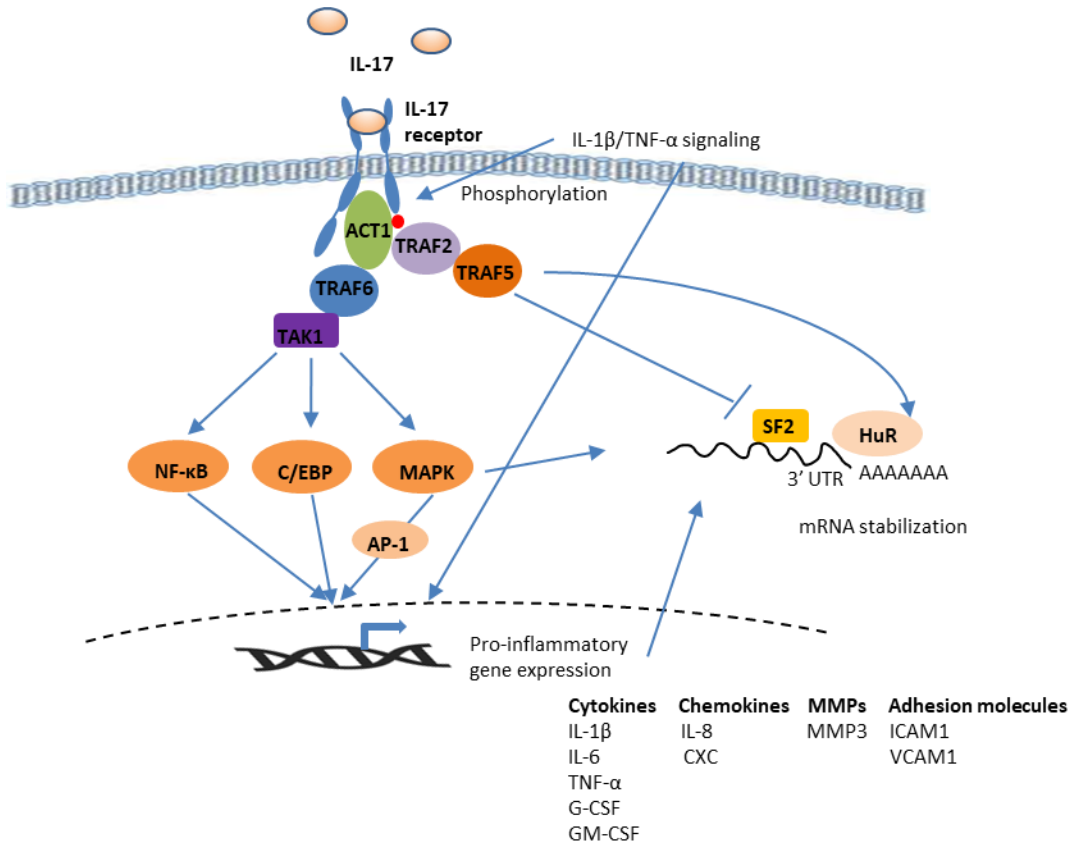 IL-17
IL-17
receptor
IL-1β/TNF-α signaling
Phosphorylation
ACT1
TRAF2
TRAF5
TRAF6
TAK1
SF2
HuR
NF-κB
C/EBP
MAPK
3' UTR
AAAAAAA
mRNA stabilization
AP-1
Pro-inflammatory
gene expression
Cytokines Chemokines MMPs Adhesion molecules
IL-1β IL-8 MMP3 ICAM1
IL-6 CXC VCAM1
TNF-α
G-CSF
GM-CSF